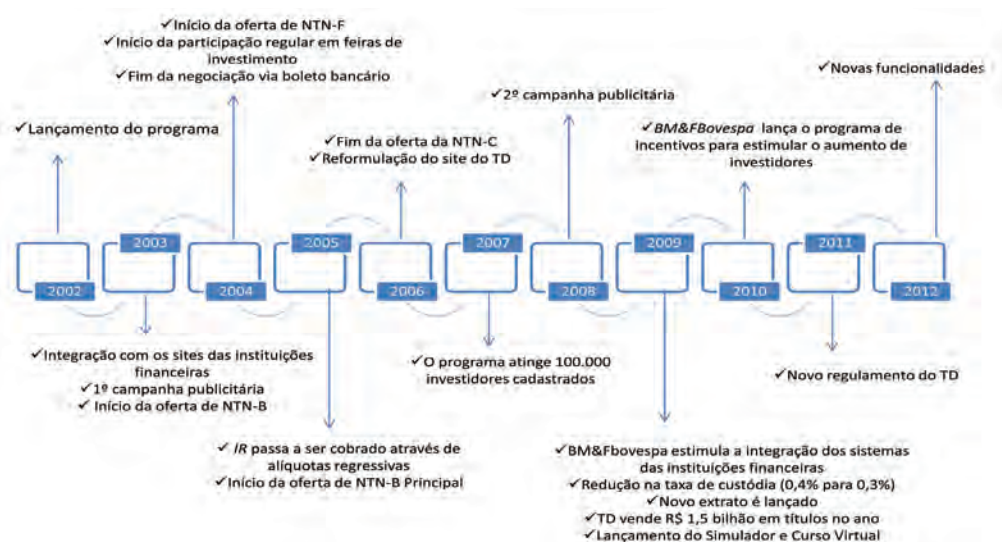 ✓Início da oferta de NTN-F
✓Início da participação regular em feiras de
investimento
✓Fim da negociação via boleto bancário
✓Novas funcionalidades
✓2º campanha publicitária
✓Lançamento do programa
✓BM&FBovespa lança o programa de
incentivos para estimular o aumento de
investidores
✓Fim da oferta da NTN-C
✓Reformulação do site do TD
2003
2005
2007
2009
2011
2002
2004
2006
2008
2010
2012
✓Integração com os sites das instituições
financeiras
✓1º campanha publicitária
✓ Início da oferta de NTN-B
✓O programa atinge 100.000
investidores cadastrados
✓Novo regulamento do TD
✓ IR passa a ser cobrado através de
alíquotas regressivas
✓Início da oferta de NTN-B Principal
✓BM&Fbovespa estimula a integração dos sistemas
das instituições financeiras
✓Redução na taxa de custódia (0,4% para 0,3%)
✓Novo extrato é lançado
✓TD vende R$ 1,5 bilhão em títulos no ano
✓Lançamento do Simulador e Curso Virtual